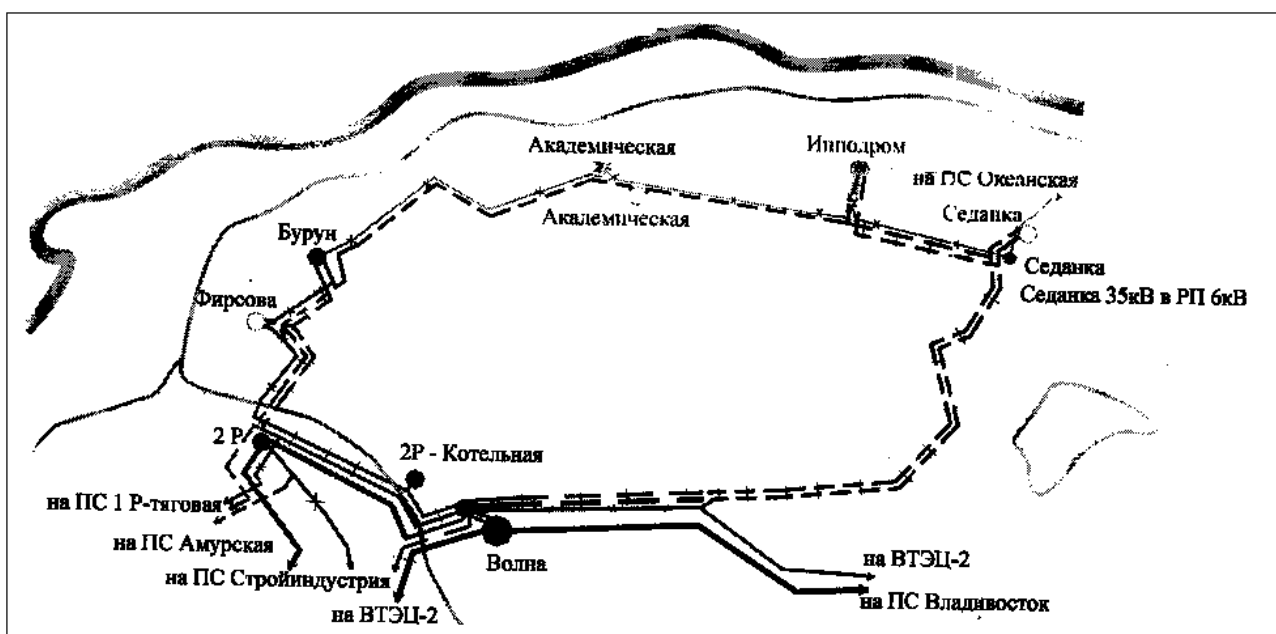 Академическая
Ипподром
на ПС Океанская
Академическая
Седанка
Бурун
Седанка
Фирсова
Седанка 35кВ в РП 6кВ
2 Р
2Р - Котельная
на ПС 1 Р-тяговая
на ПС Амурская
на ПС Стройиндустрия
Волна
на ВТЭЦ-2
на ВТЭЦ-2
на ПС Владивосток